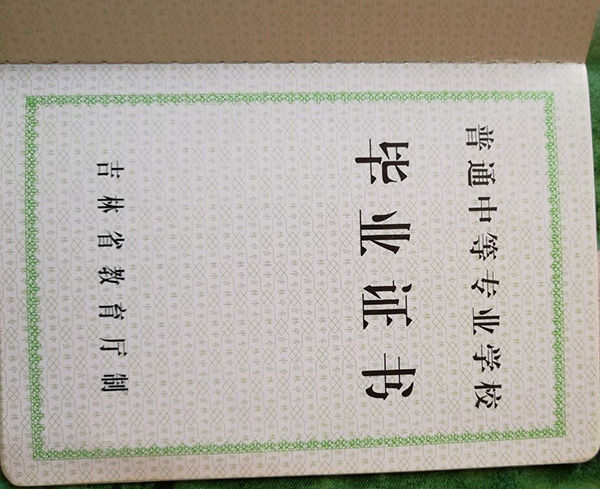 普通中等专业学校
毕业证书
吉林省教育厅制